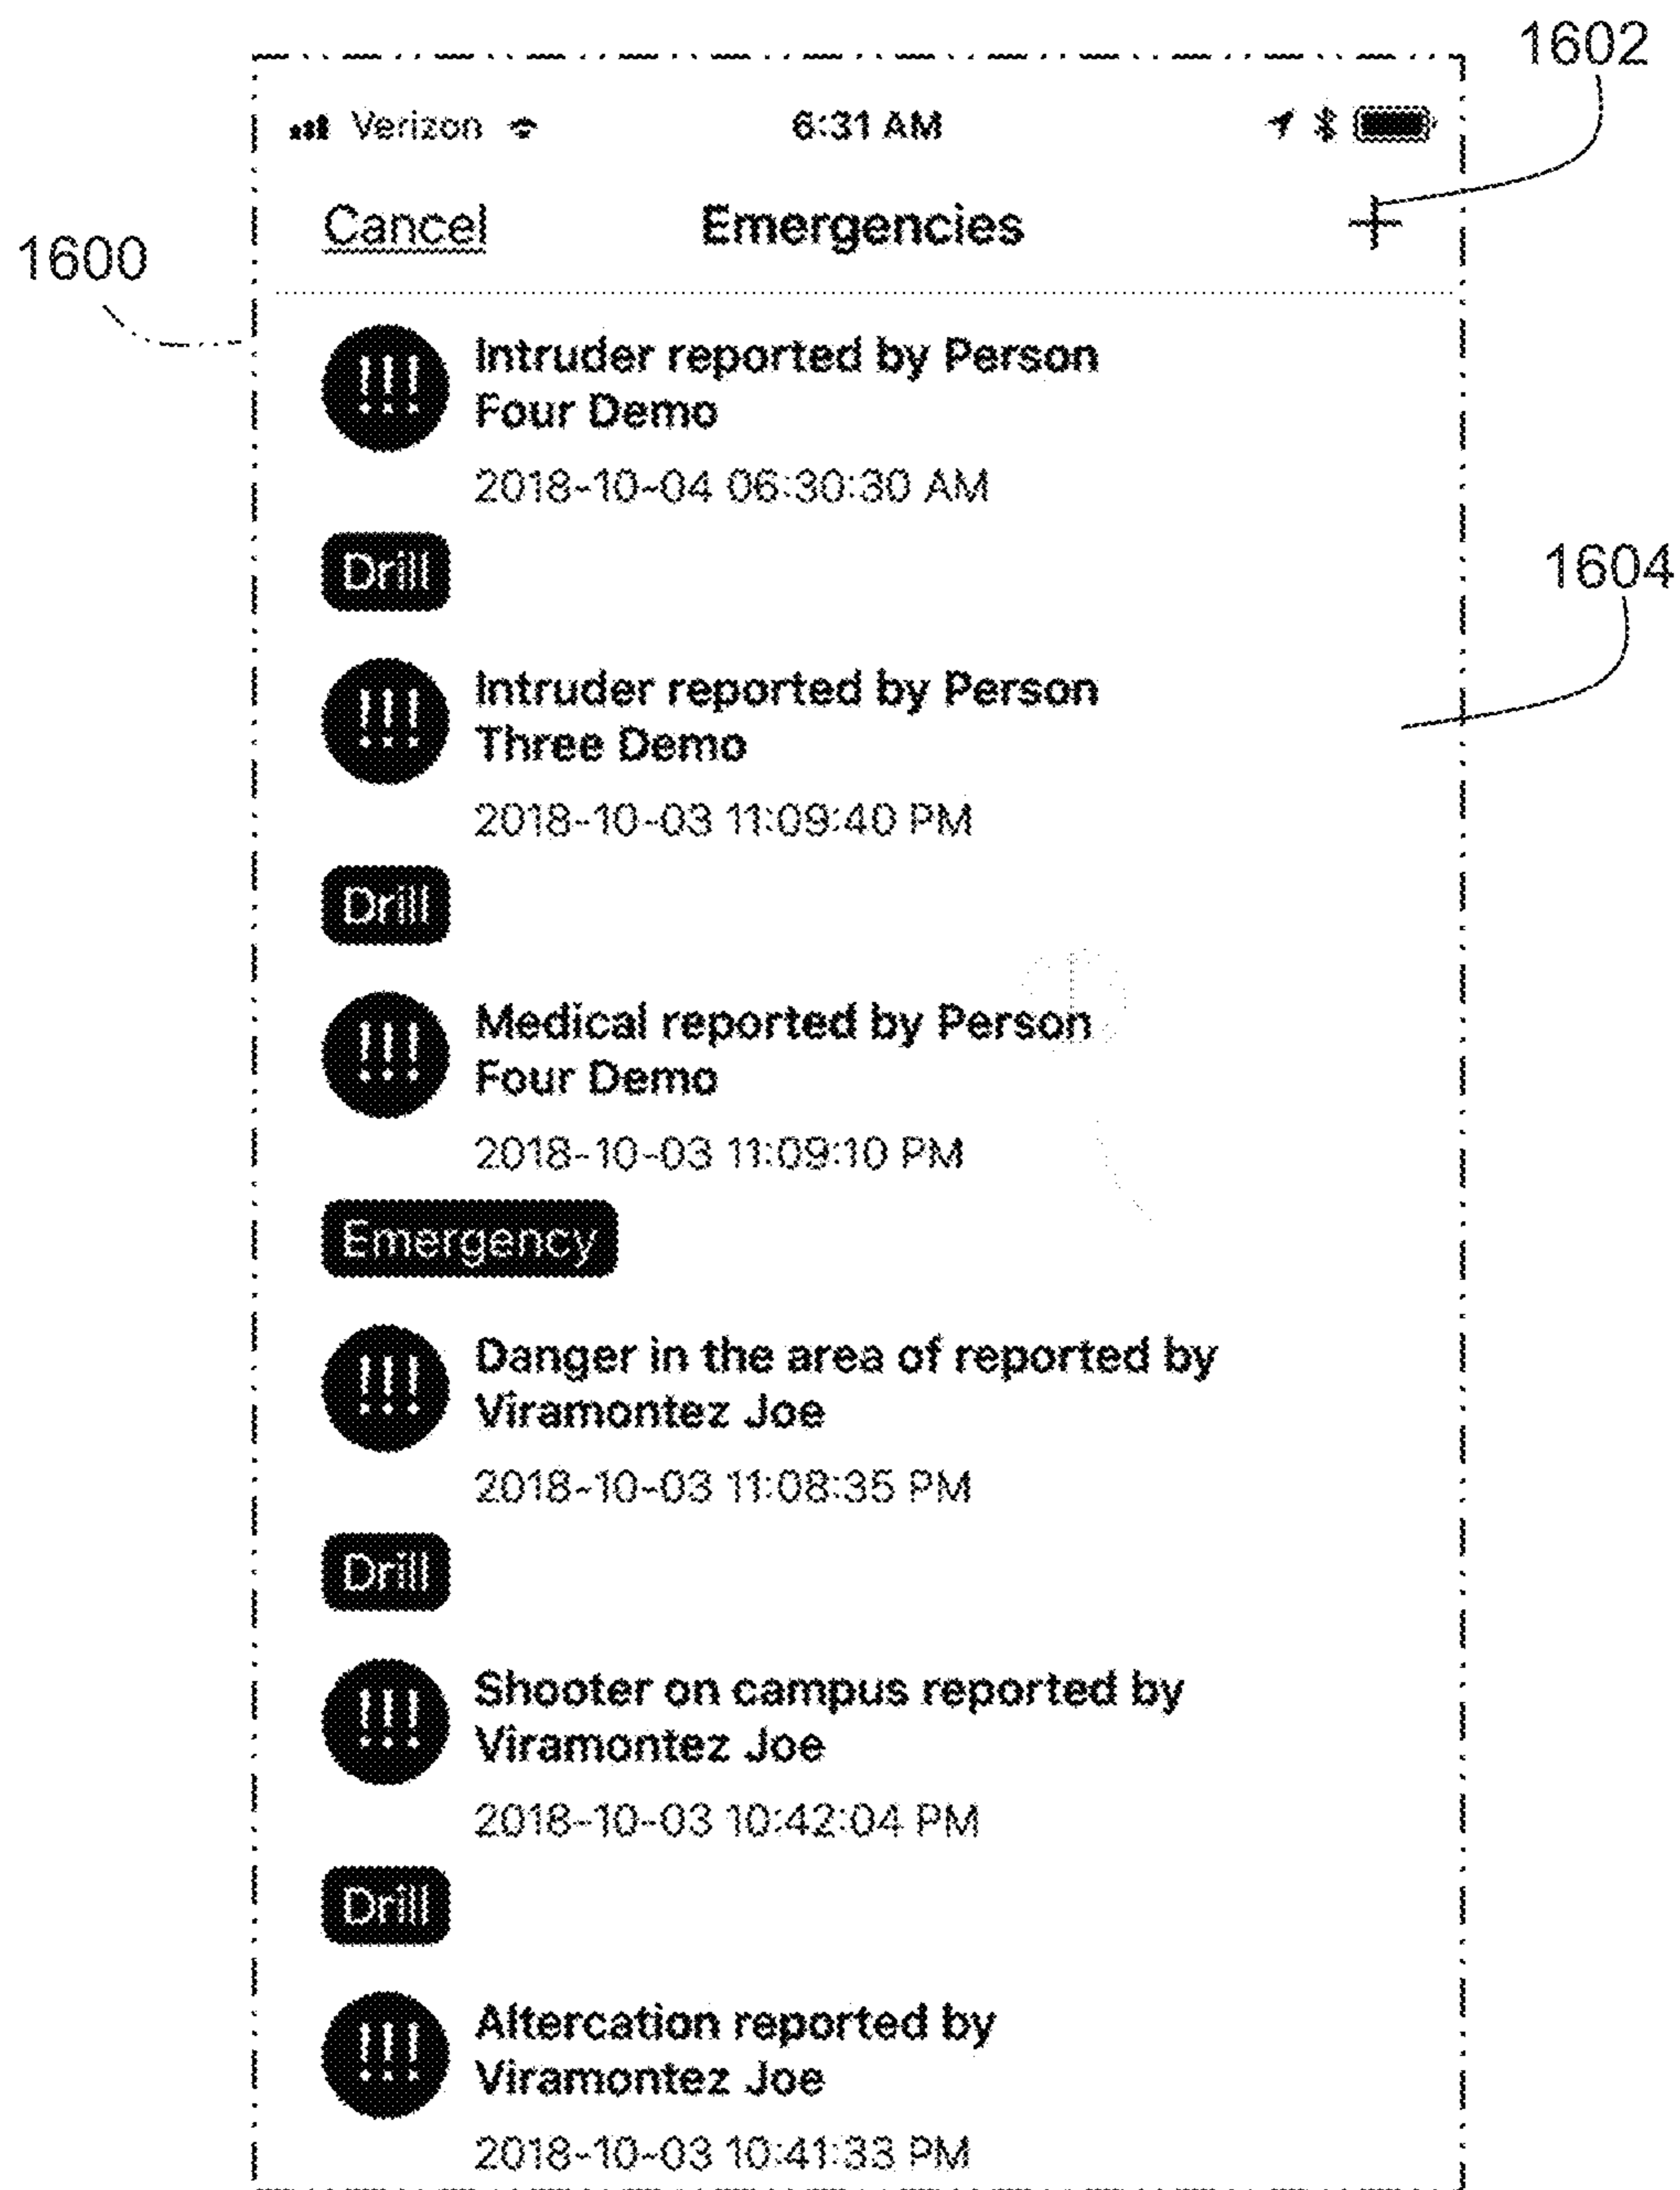 1602
Verizon 6:31 AM
Cancel Emergencies +
1600
!!! Intruder reported by Person
Four Demo
2018-10-04 06:30:30 AM
Drill
1604
!!! Intruder reported by Person
Three Demo
2018-10-03 11:09:40 PM
Drill
!!! Medical reported by Person
Four Demo
2018-10-03 11:09:10 PM
Emergency
!!! Danger in the area of reported by
Viramontez Joe
2018-10-03 11:08:35 PM
Drill
!!! Shooter on campus reported by
Viramontez Joe
2018-10-03 10:42:04 PM
Drill
!!! Altercation reported by
Viramontez Joe
2018-10-03 10:41:33 PM